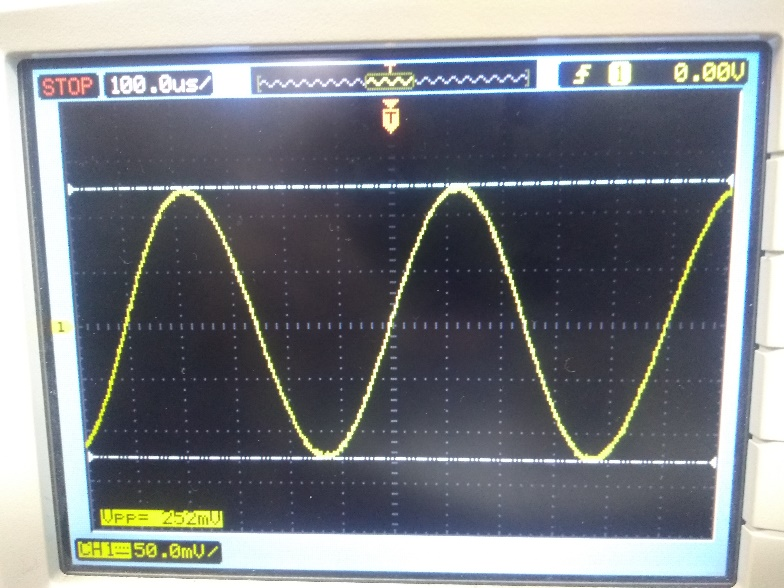 STOP 100.0us/ 1 0.00V
T
1
Vpp= 252mV
CH1 50.0mV/